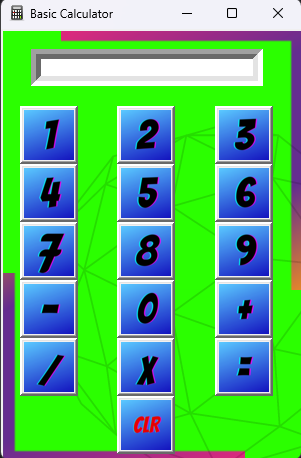 Basic Calculator
1 2 3
4 5 6
7 8 9
- 0 +
/ X =
CLR